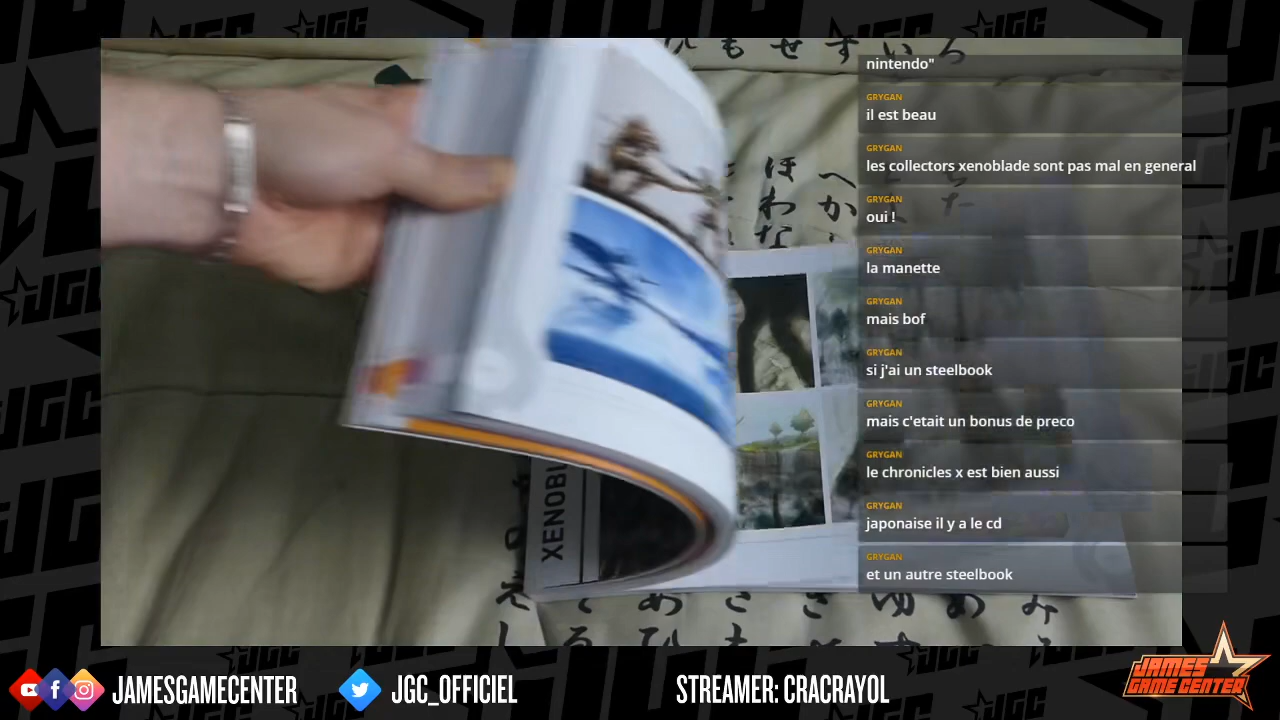 nintendo"
GRYGAN
il est beau
GRYGAN
les collectors xenoblade sont pas mal en general
GRYGAN
oui !
GRYGAN
la manette
GRYGAN
mais bof
GRYGAN
si j'ai un steelbook
GRYGAN
mais c'etait un bonus de preco
GRYGAN
le chronicles x est bien aussi
GRYGAN
japonaise il y a le cd
GRYGAN
et un autre steelbook
XENOBL
JAMESGAMECENTER
JGC_OFFICIEL
STREAMER: CRACRAYOL
JAMES
GAME CENTER
JGC